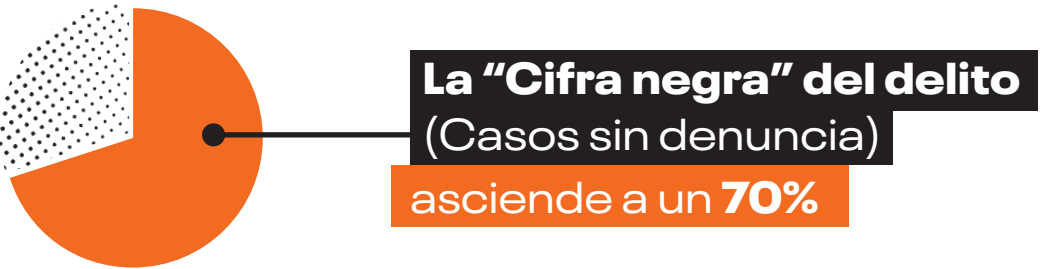 La “Cifra negra” del delito
(Casos sin denuncia)
asciende a un 70%